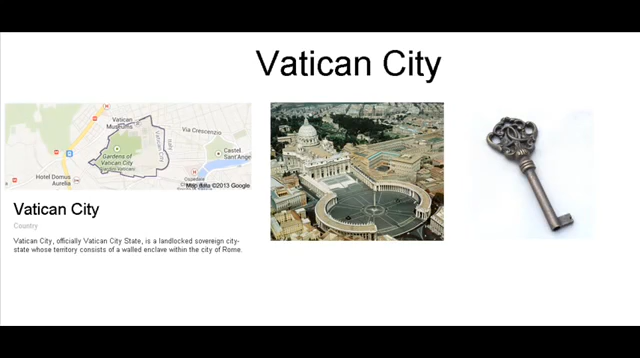 Vatican City
Vatican
Museums
Via Crescenzio
Gardens of
Vatican City
Castel
Sant'Ange
Hotel Domus
Aurelia
Map data ©2013 Google
Vatican City
Country
Vatican City, officially Vatican City State, is a landlocked sovereign city-
state whose territory consists of a walled enclave within the city of Rome.